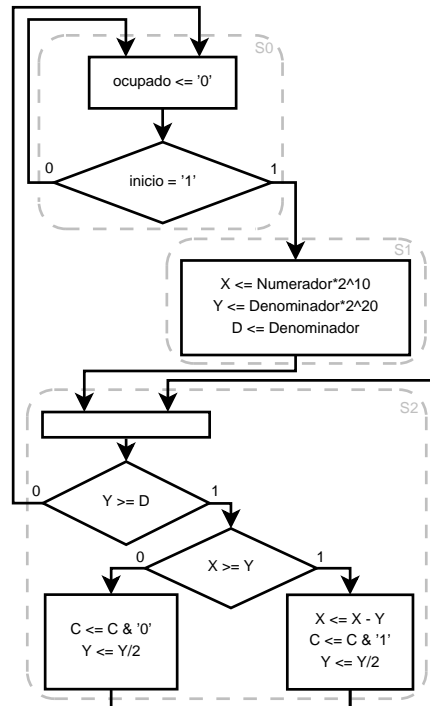 S0
ocupado <= '0'
0
1
inicio = '1'
S1
X <= Numerador*2^10
Y <= Denominador*2^20
D <= Denominador
S2
0
1
Y >= D
0
1
X >= Y
C <= C & '0'
Y <= Y/2
X <= X - Y
C <= C & '1'
Y <= Y/2